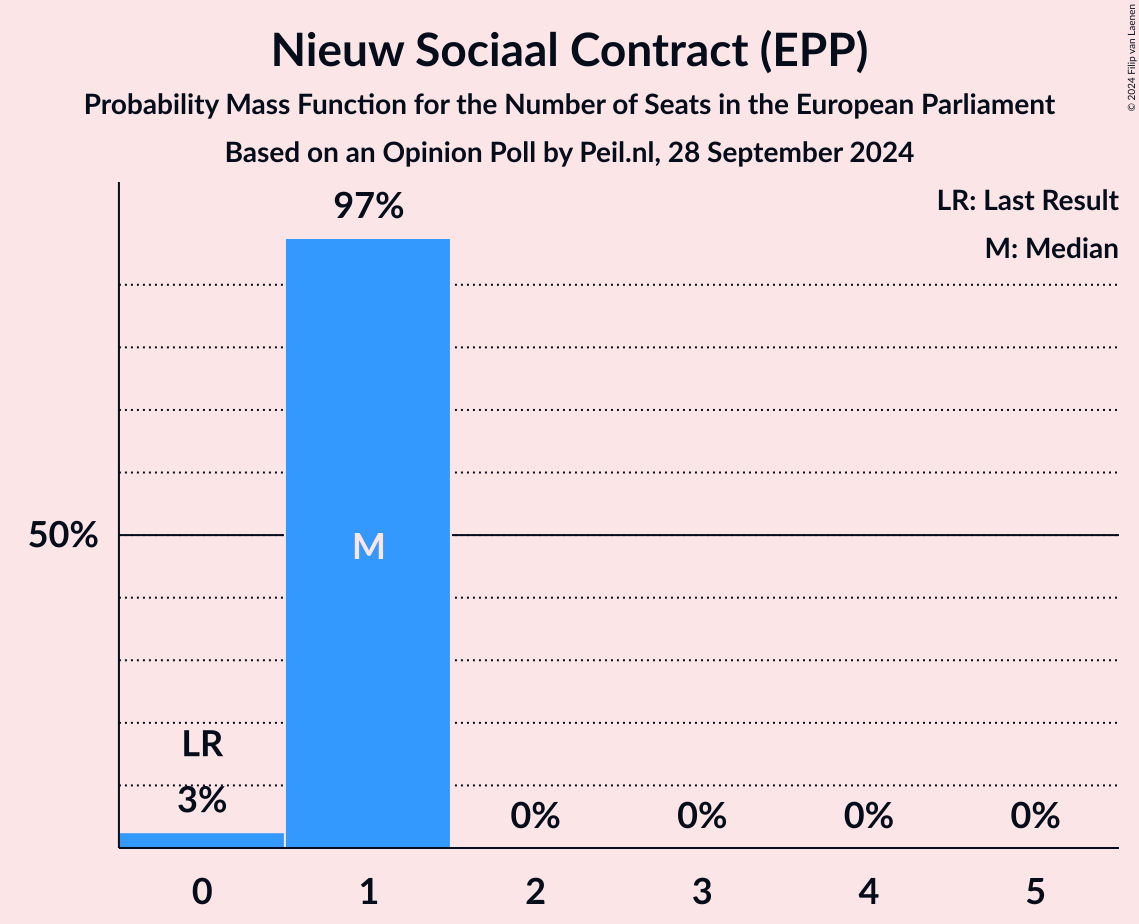 Nieuw Sociaal Contract (EPP)
Probability Mass Function for the Number of Seats in the European Parliament
Based on an Opinion Poll by Peil.nl, 28 September 2024
© 2024 Filip van Laenen
LR: Last Result
M: Median
97%
50%
M
LR
3%
0%
0%
0%
0%
0
1
2
3
4
5